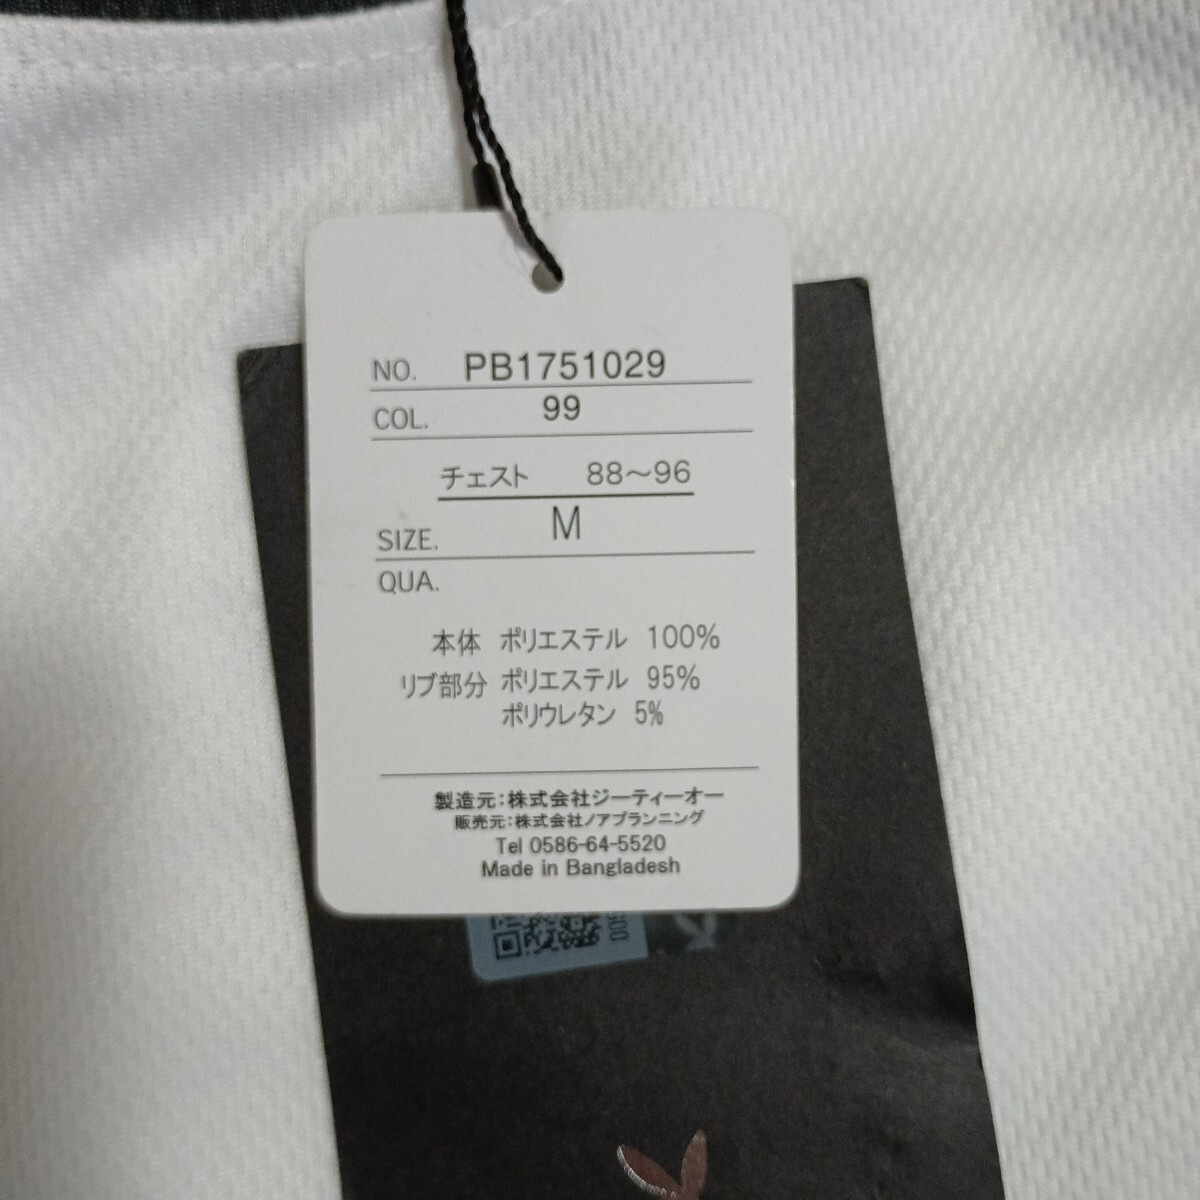 NO. PB1751029
COL. 99
チェスト 88～96
SIZE. M
QUA.
本体 ポリエステル 100%
リブ部分 ポリエステル 95%
ポリウレタン 5%
製造元:株式会社ジーティーオー
販売元:株式会社ノアプランニング
Tel 0586-64-5520
Made in Bangladesh